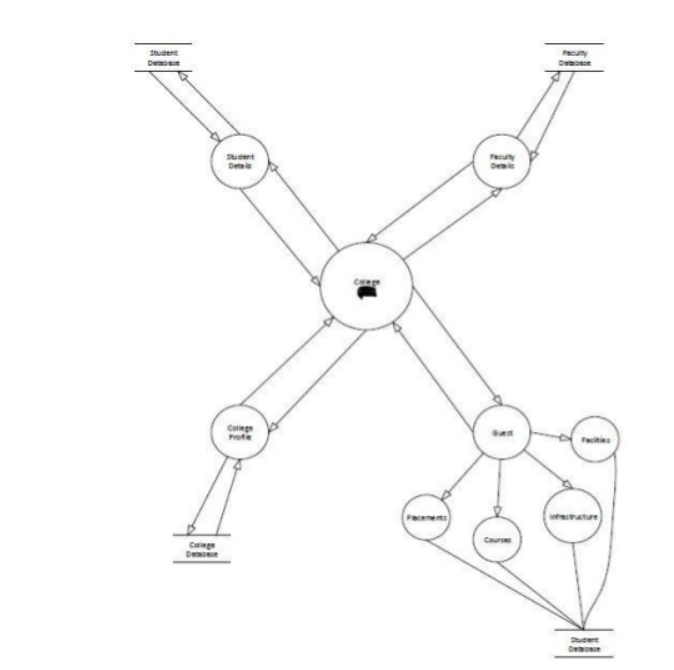 Student
Database
Faculty
Database
Student
Details
Faculty
Details
College
College
Profile
Guest
Facilities
Placements
Courses
Infrastructure
College
Database
Student
Database